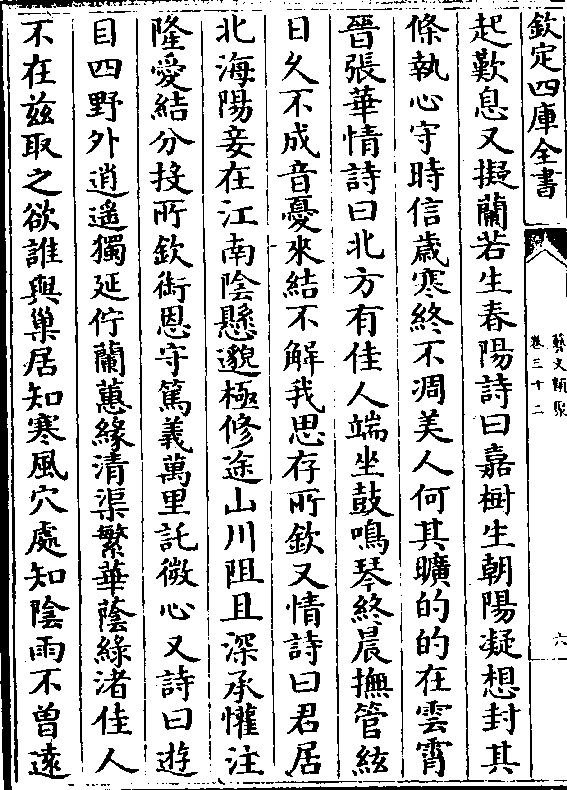 欽定四庫全書
藝文類聚
卷三十二
六
起歎息又擬蘭若生春陽詩曰嘉樹生朝陽凝想封其
條執心守時信歲寒終不凋美人何其曠的的在雲霄
晉張華情詩曰北方有佳人端坐鼓鳴琴終晨撫管絃
日久不成音憂來結不解我思存所欽又情詩曰君居
北海陽妾在江南陰懸邈極修途山川阻且深承懽注
隆愛結分投所欽銜恩守篤義萬里託微心又詩曰遊
目四野外逍遥獨延佇蘭蕙緣清渠繁華蔭綠渚佳人
不在兹取之欲誰與巢居知寒風穴處知陰雨不曾遠